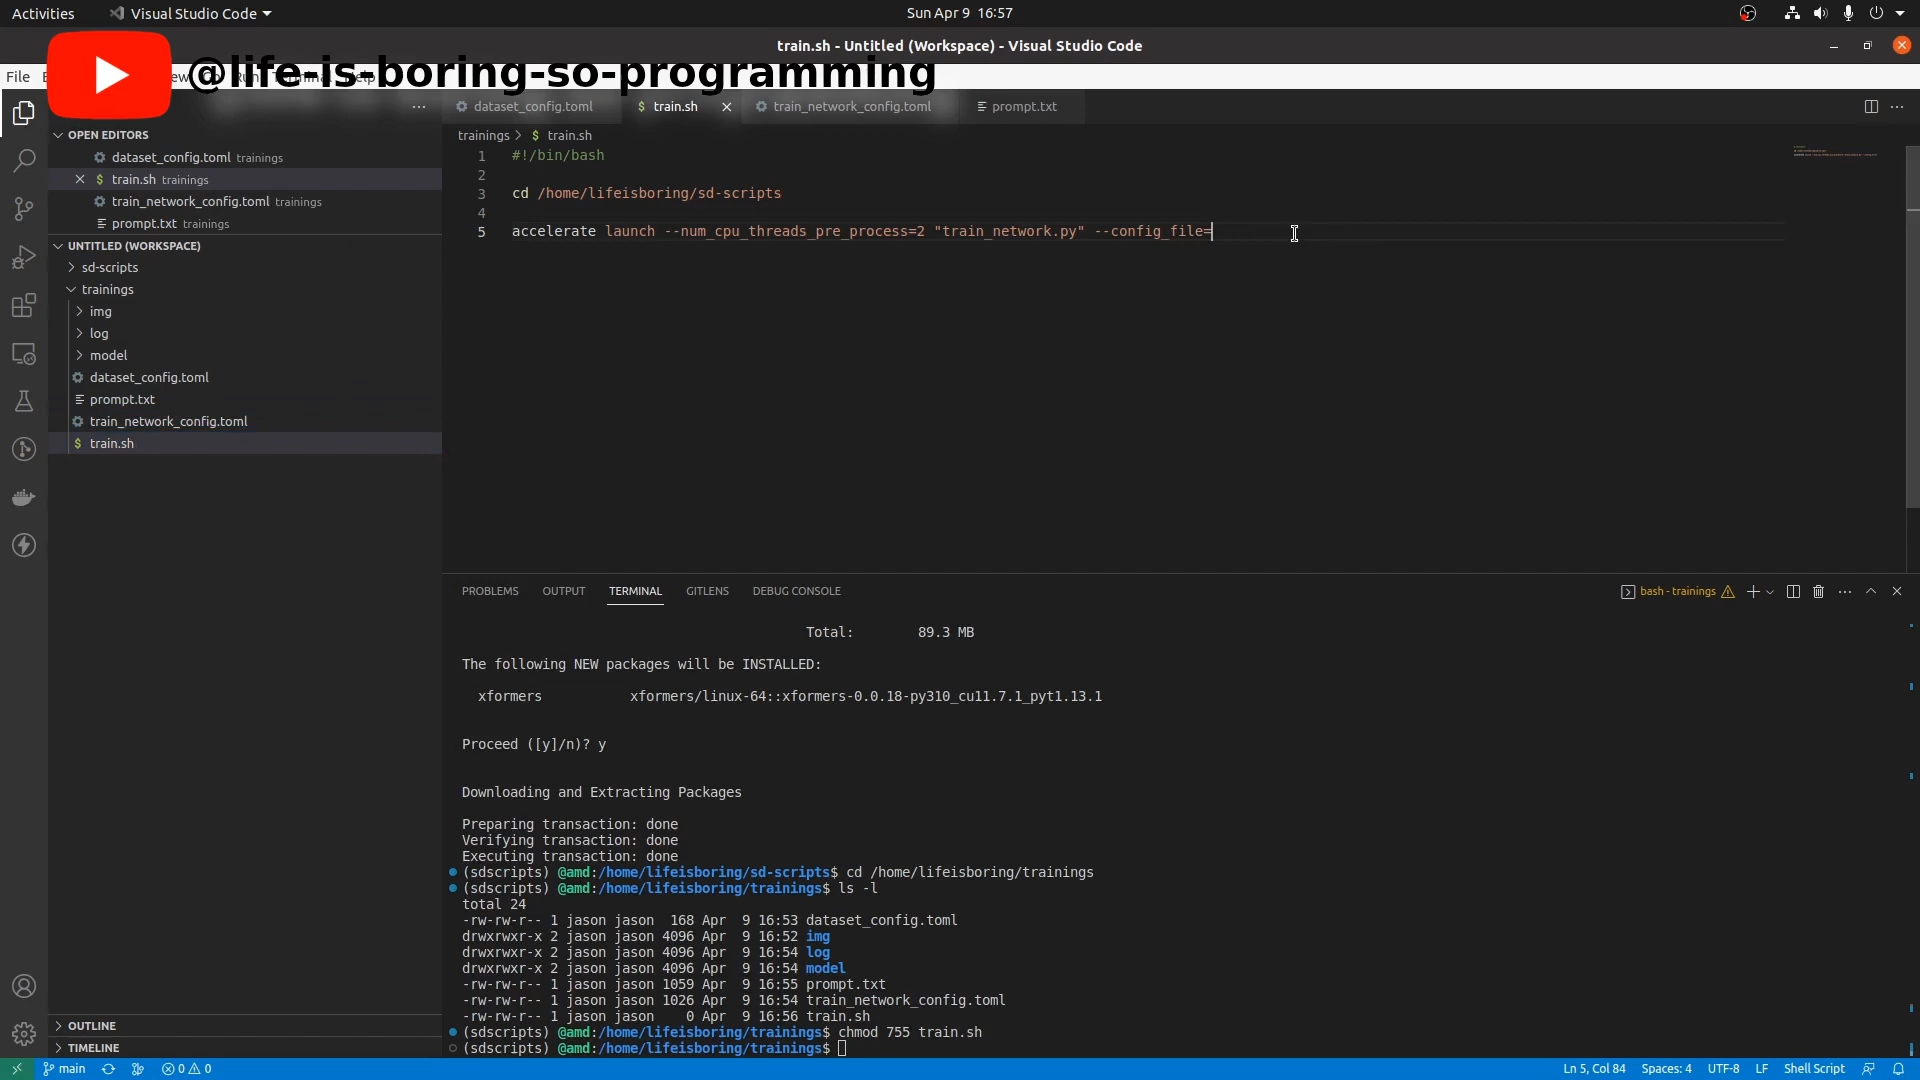 Activities
Visual Studio Code
Sun Apr 9 16:57
train.sh - Untitled (Workspace) - Visual Studio Code
File
@life-is-boring-so-programming
dataset_config.toml
train.sh
train_network_config.toml
prompt.txt
OPEN EDITORS
dataset_config.toml trainings
train.sh trainings
train_network_config.toml trainings
prompt.txt trainings
UNTITLED (WORKSPACE)
sd-scripts
trainings
img
log
model
dataset_config.toml
prompt.txt
train_network_config.toml
train.sh
OUTLINE
TIMELINE
trainings > $ train.sh
1 #!/bin/bash
2
3 cd /home/lifeisboring/sd-scripts
4
5 accelerate launch --num_cpu_threads_pre_process=2 "train_network.py" --config_file=
PROBLEMS OUTPUT TERMINAL GITLENS DEBUG CONSOLE
bash - trainings
Total: 89.3 MB
The following NEW packages will be INSTALLED:
xformers xformers/linux-64::xformers-0.0.18-py310_cu11.7.1_pyt1.13.1
Proceed ([y]/n)? y
Downloading and Extracting Packages
Preparing transaction: done
Verifying transaction: done
Executing transaction: done
(sdscripts) @amd:/home/lifeisboring/sd-scripts$ cd /home/lifeisboring/trainings
(sdscripts) @amd:/home/lifeisboring/trainings$ ls -l
total 24
-rw-rw-r-- 1 jason jason 168 Apr 9 16:53 dataset_config.toml
drwxrwxr-x 2 jason jason 4096 Apr 9 16:52 img
drwxrwxr-x 2 jason jason 4096 Apr 9 16:54 log
drwxrwxr-x 2 jason jason 4096 Apr 9 16:54 model
-rw-rw-r-- 1 jason jason 1059 Apr 9 16:55 prompt.txt
-rw-rw-r-- 1 jason jason 1026 Apr 9 16:54 train_network_config.toml
-rw-rw-r-- 1 jason jason 0 Apr 9 16:56 train.sh
(sdscripts) @amd:/home/lifeisboring/trainings$ chmod 755 train.sh
(sdscripts) @amd:/home/lifeisboring/trainings$
main
0 0
Ln 5, Col 84
Spaces: 4
UTF-8
LF
Shell Script